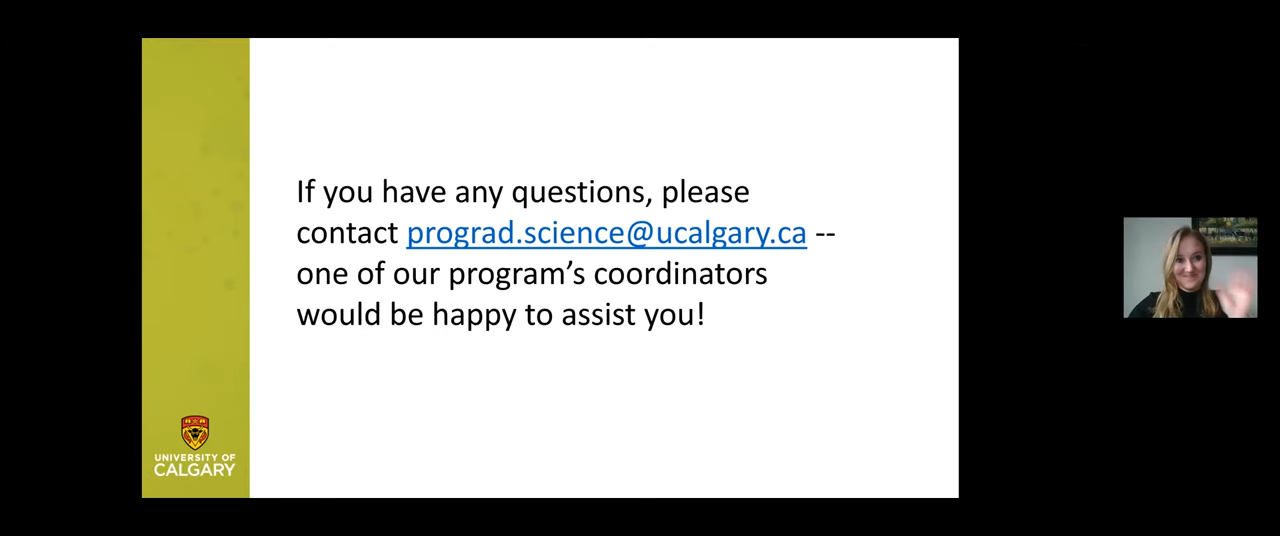 If you have any questions, please
contact prograd.science@ucalgary.ca --
one of our program’s coordinators
would be happy to assist you!
UNIVERSITY OF
CALGARY